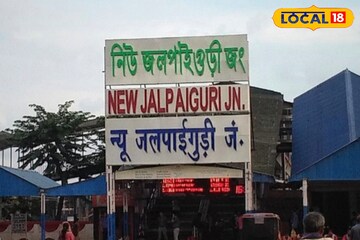 LOCAL 18
নিউ জলপাইগুড়ী জং
NEW JALPAIGURI JN.
न्यू जलपाईगुड़ी जं.